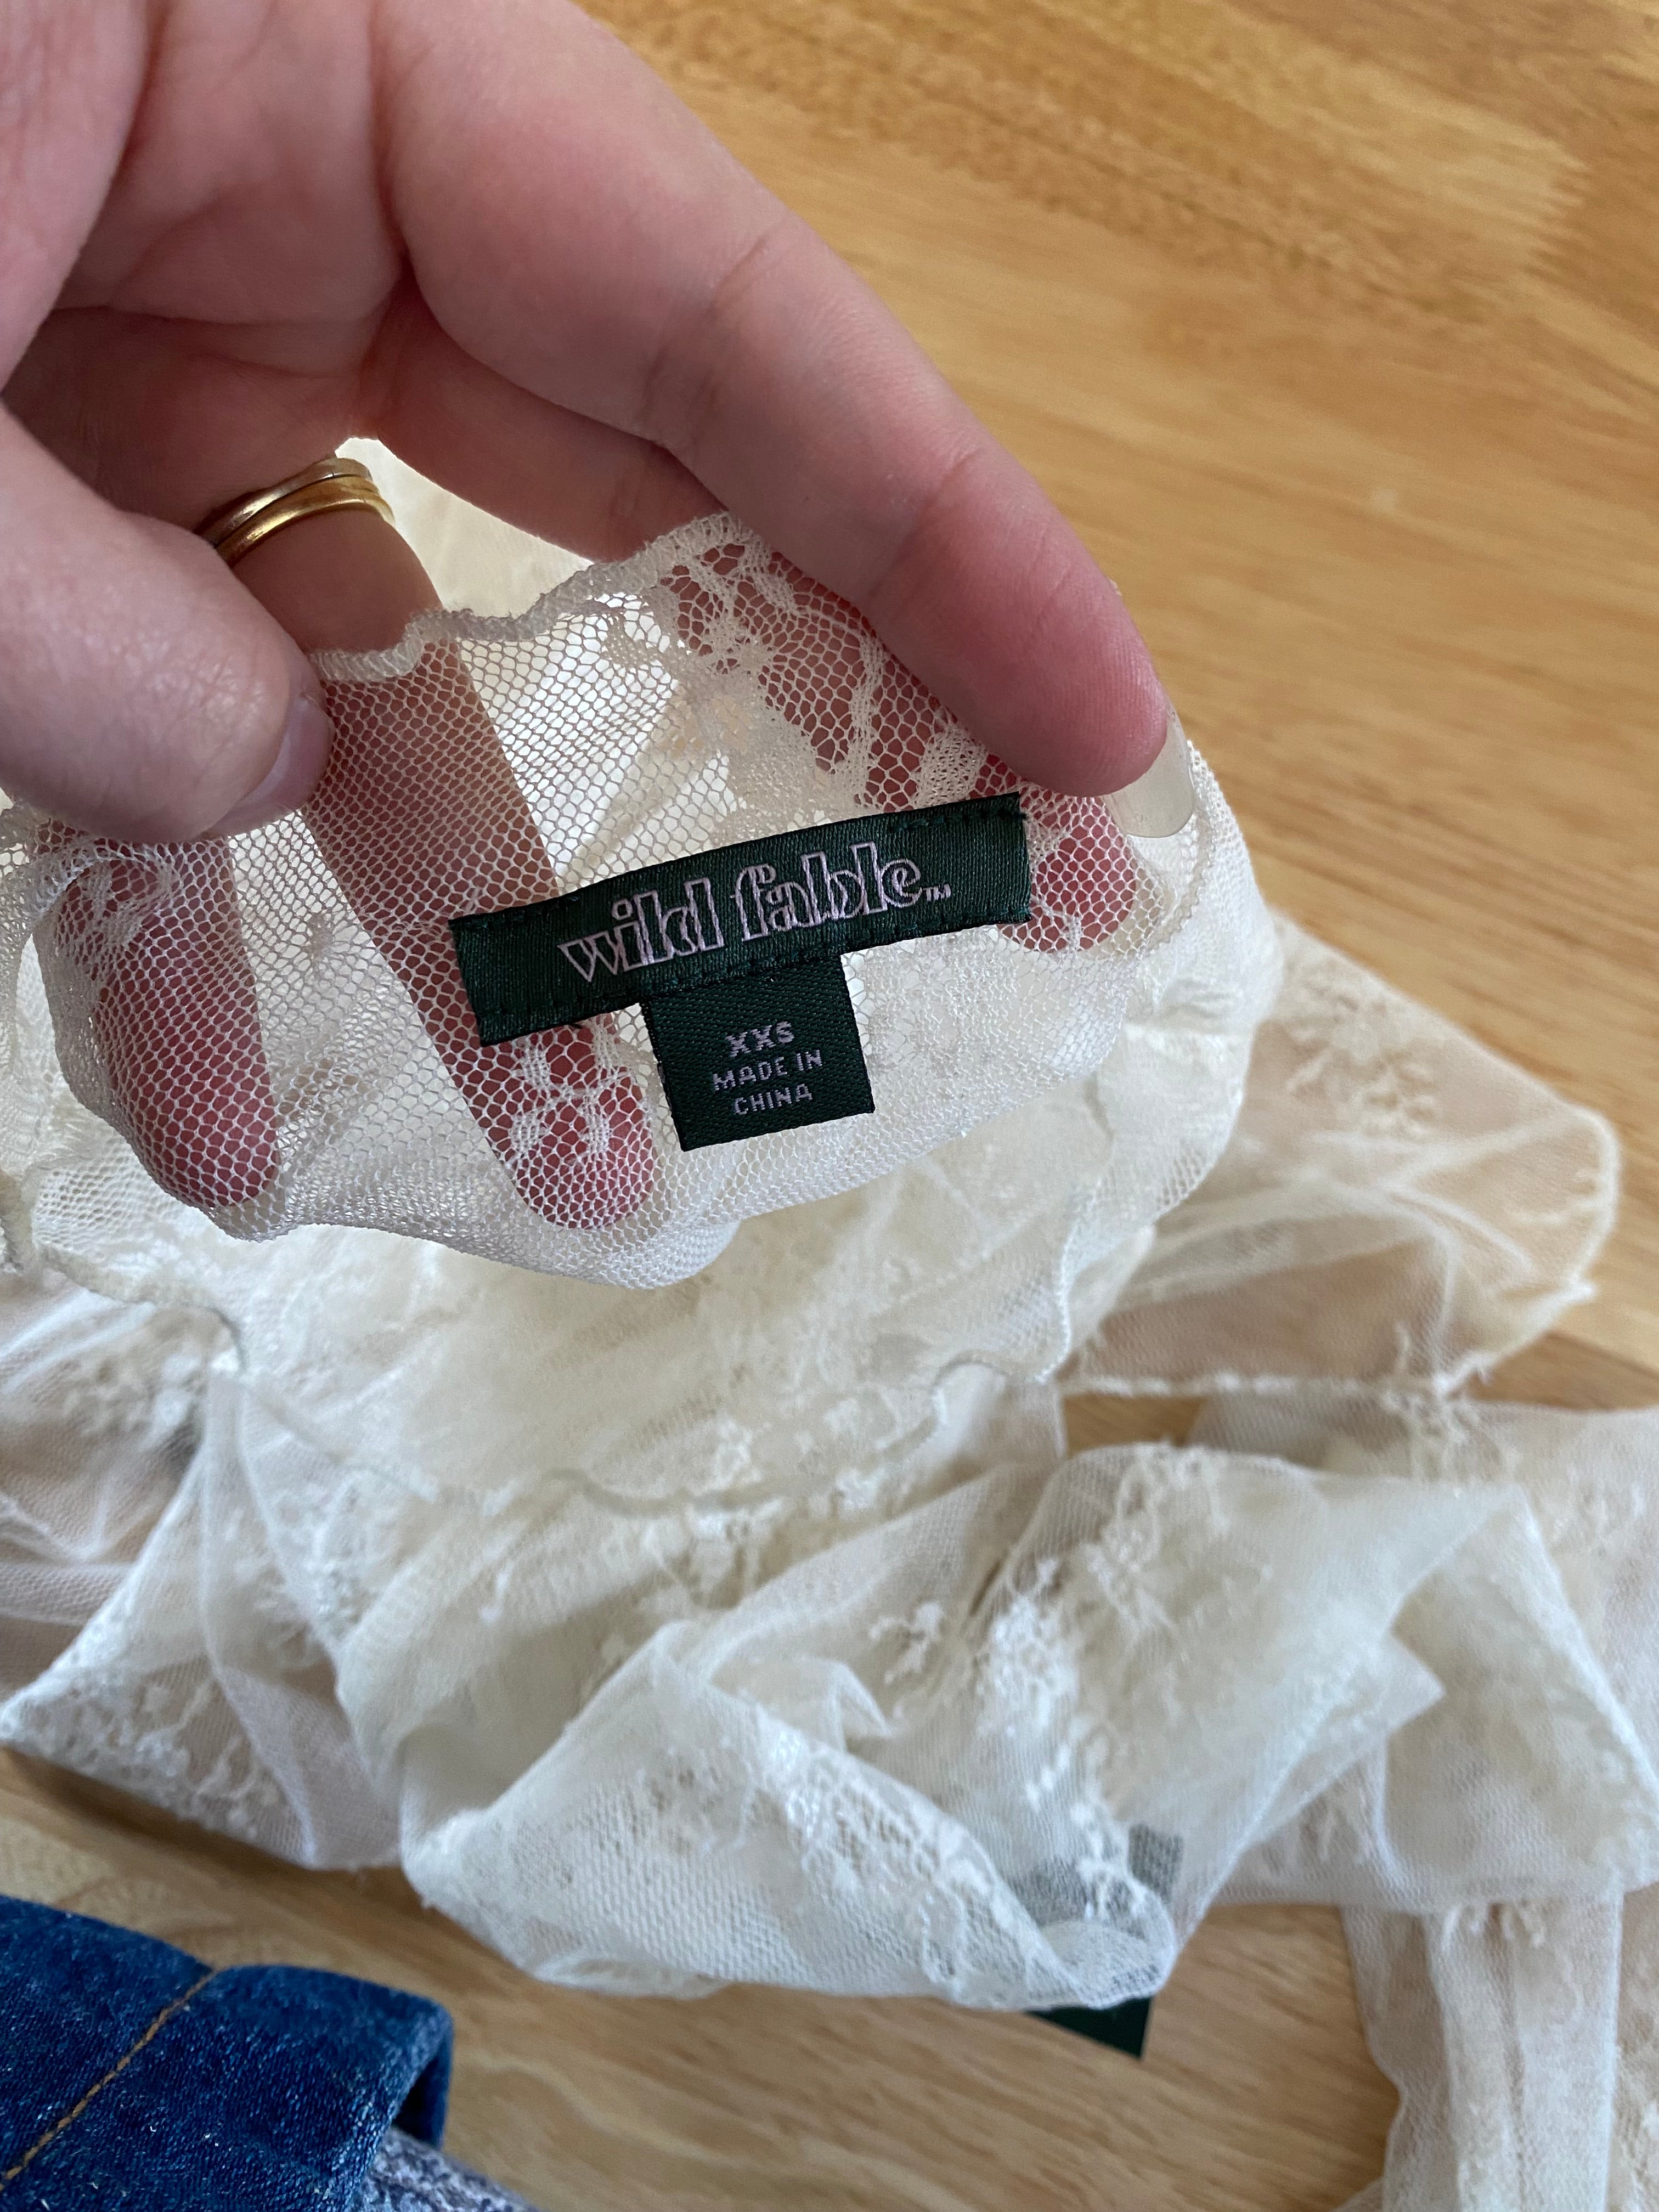 wild fable™
XXS
MADE IN
CHINA